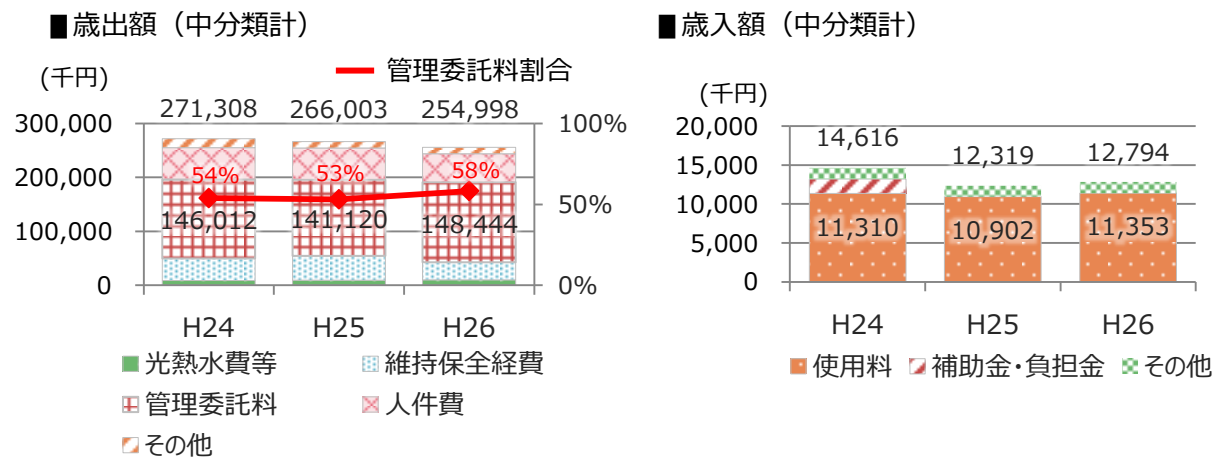 ■歳出額（中分類計）
(千円)
管理委託料割合
271,308 266,003 254,998
300,000
200,000
100,000
0
100%
50%
0%
54% 53% 58%
146,012 141,120 148,444
H24 H25 H26
光熱水費等 維持保全経費
管理委託料 人件費
その他
■歳入額（中分類計）
(千円)
20,000
15,000
10,000
5,000
0
14,616 12,319 12,794
11,310 10,902 11,353
H24 H25 H26
使用料 補助金・負担金 その他